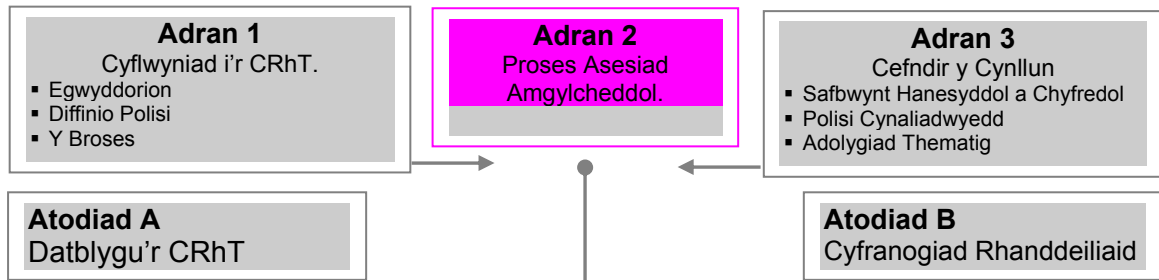 Adran 1
Cyflwyniad i'r CRhT.
▪ Egwyddorion
▪ Diffinio Polisi
▪ Y Broses
Adran 2
Proses Asesiad
Amgylcheddol.
Adran 3
Cefndir y Cynllun
▪ Safbwynt Hanesyddol a Chyfredol
▪ Polisi Cynaliadwyedd
▪ Adolygiad Thematig
Atodiad A
Datblygu'r CRhT
Atodiad B
Cyfranogiad Rhanddeiliaid